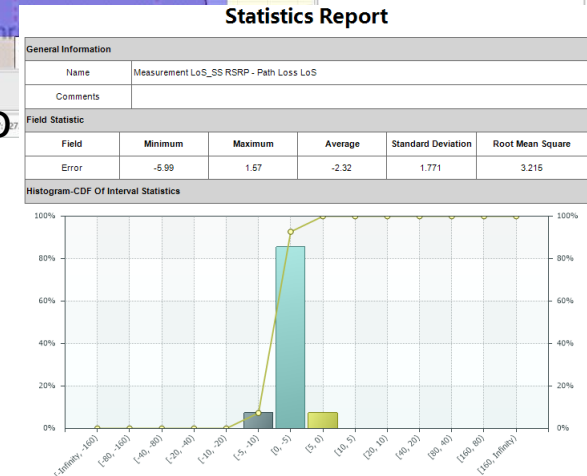 Statistics Report
General Information
Name Measurement LoS_SS RSRP - Path Loss LoS
Comments
Field Statistic
Field Minimum Maximum Average Standard Deviation Root Mean Square
Error -5.99 1.57 -2.32 1.771 3.215
Histogram-CDF Of Interval Statistics
100% 100%
80% 80%
60% 60%
40% 40%
20% 20%
0% 0%
[-Infinity, -160) [-80, -160) [-40, -80) [-20, -40) [-10, -20) [-5, -10) [0, -5) [5, 0) [10, 5) [20, 10) [40, 20) [80, 40) [160, 80) [160, Infinity)